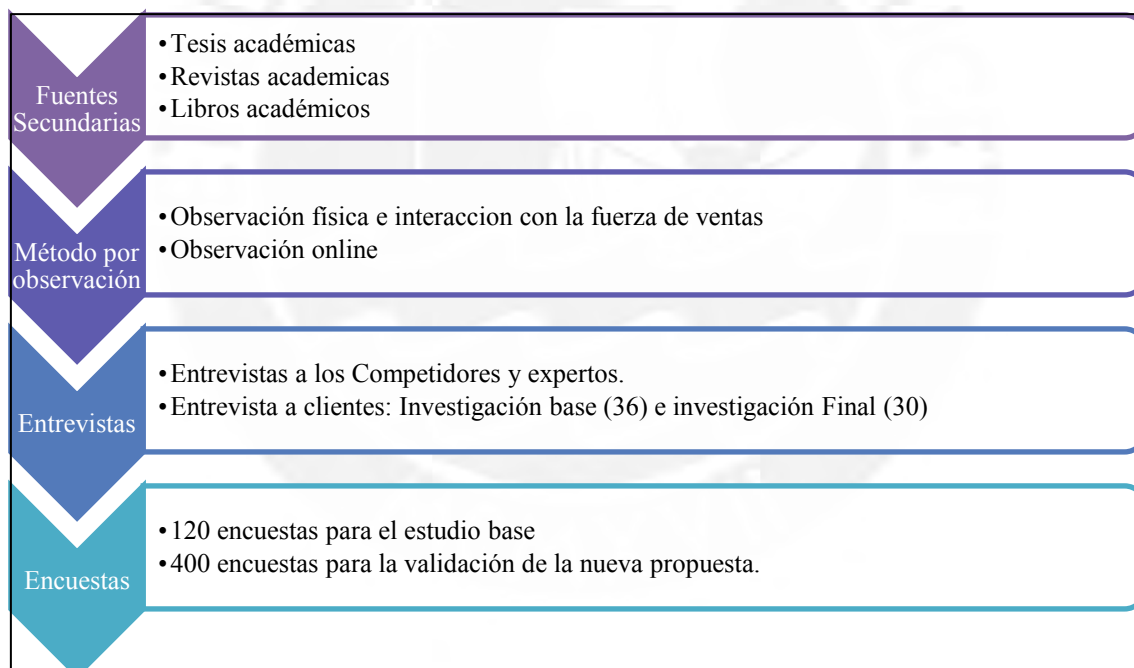 Fuentes
Secundarias
•Tesis académicas
•Revistas academicas
•Libros académicos
Método por
observación
•Observación física e interaccion con la fuerza de ventas
•Observación online
Entrevistas
•Entrevistas a los Competidores y expertos.
•Entrevista a clientes: Investigación base (36) e investigación Final (30)
Encuestas
•120 encuestas para el estudio base
•400 encuestas para la validación de la nueva propuesta.